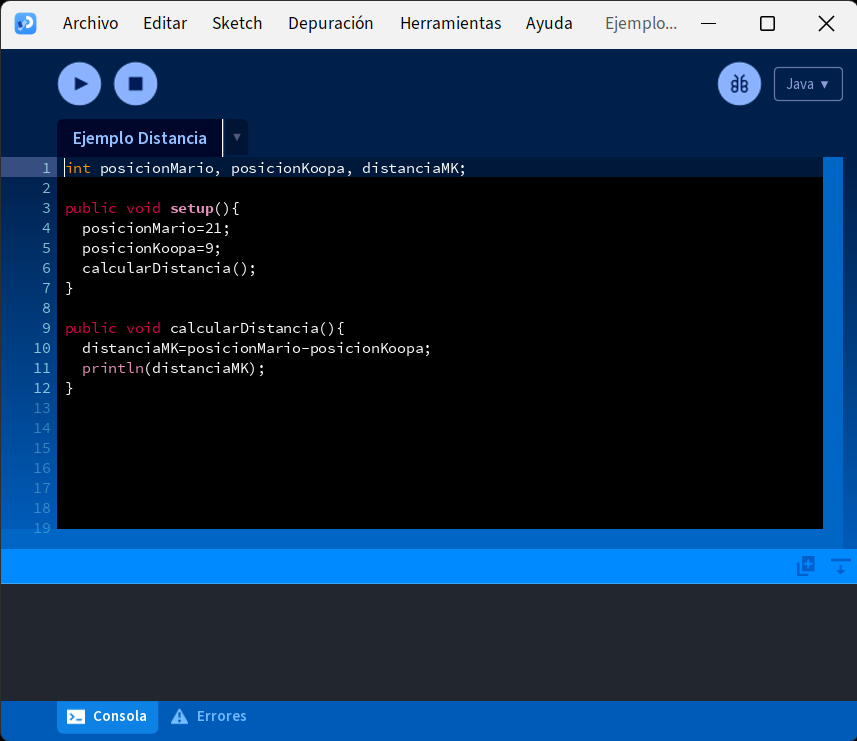 Archivo Editar Sketch Depuración Herramientas Ayuda Ejemplo...
Java ▾
Ejemplo Distancia ▾
1 int posicionMario, posicionKoopa, distanciaMK;
2
3 public void setup(){
4   posicionMario=21;
5   posicionKoopa=9;
6   calcularDistancia();
7 }
8
9 public void calcularDistancia(){
10   distanciaMK=posicionMario-posicionKoopa;
11   println(distanciaMK);
12 }
13
14
15
16
17
18
19
Consola Errores